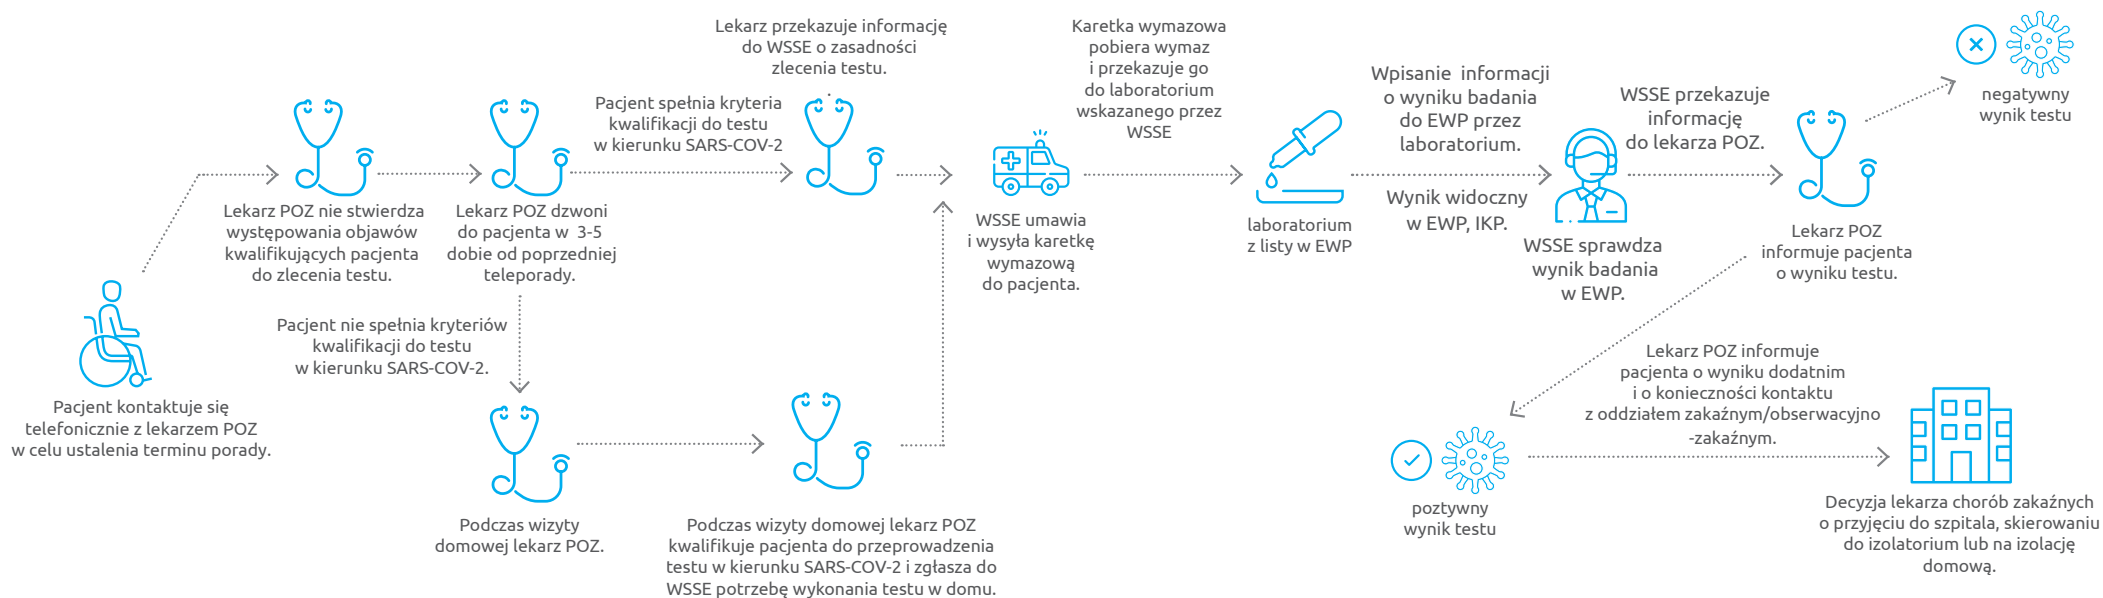 Pacjent kontaktuje się
telefonicznie z lekarzem POZ
w celu ustalenia terminu porady.
Lekarz POZ nie stwierdza
występowania objawów
kwalifikujących pacjenta
do zlecenia testu.
Lekarz POZ dzwoni
do pacjenta w 3-5
dobie od poprzedniej
teleporady.
Pacjent spełnia kryteria
kwalifikacji do testu
w kierunku SARS-COV-2
Pacjent nie spełnia kryteriów
kwalifikacji do testu
w kierunku SARS-COV-2.
Podczas wizyty
domowej lekarz POZ.
Podczas wizyty domowej lekarz POZ
kwalifikuje pacjenta do przeprowadzenia
testu w kierunku SARS-COV-2 i zgłasza do
WSSE potrzebę wykonania testu w domu.
Lekarz przekazuje informację
do WSSE o zasadności
zlecenia testu.
WSSE umawia
i wysyła karetkę
wymazową
do pacjenta.
Karetka wymazowa
pobiera wymaz
i przekazuje go
do laboratorium
wskazanego przez
WSSE
laboratorium
z listy w EWP
Wpisanie informacji
o wyniku badania
do EWP przez
laboratorium.
Wynik widoczny
w EWP, IKP.
WSSE sprawdza
wynik badania
w EWP.
WSSE przekazuje
informację
do lekarza POZ.
Lekarz POZ
informuje pacjenta
o wyniku testu.
negatywny
wynik testu
poztywny
wynik testu
Lekarz POZ informuje
pacjenta o wyniku dodatnim
i o konieczności kontaktu
z oddziałem zakaźnym/obserwacyjno
-zakaźnym.
Decyzja lekarza chorób zakaźnych
o przyjęciu do szpitala, skierowaniu
do izolatorium lub na izolację
domową.